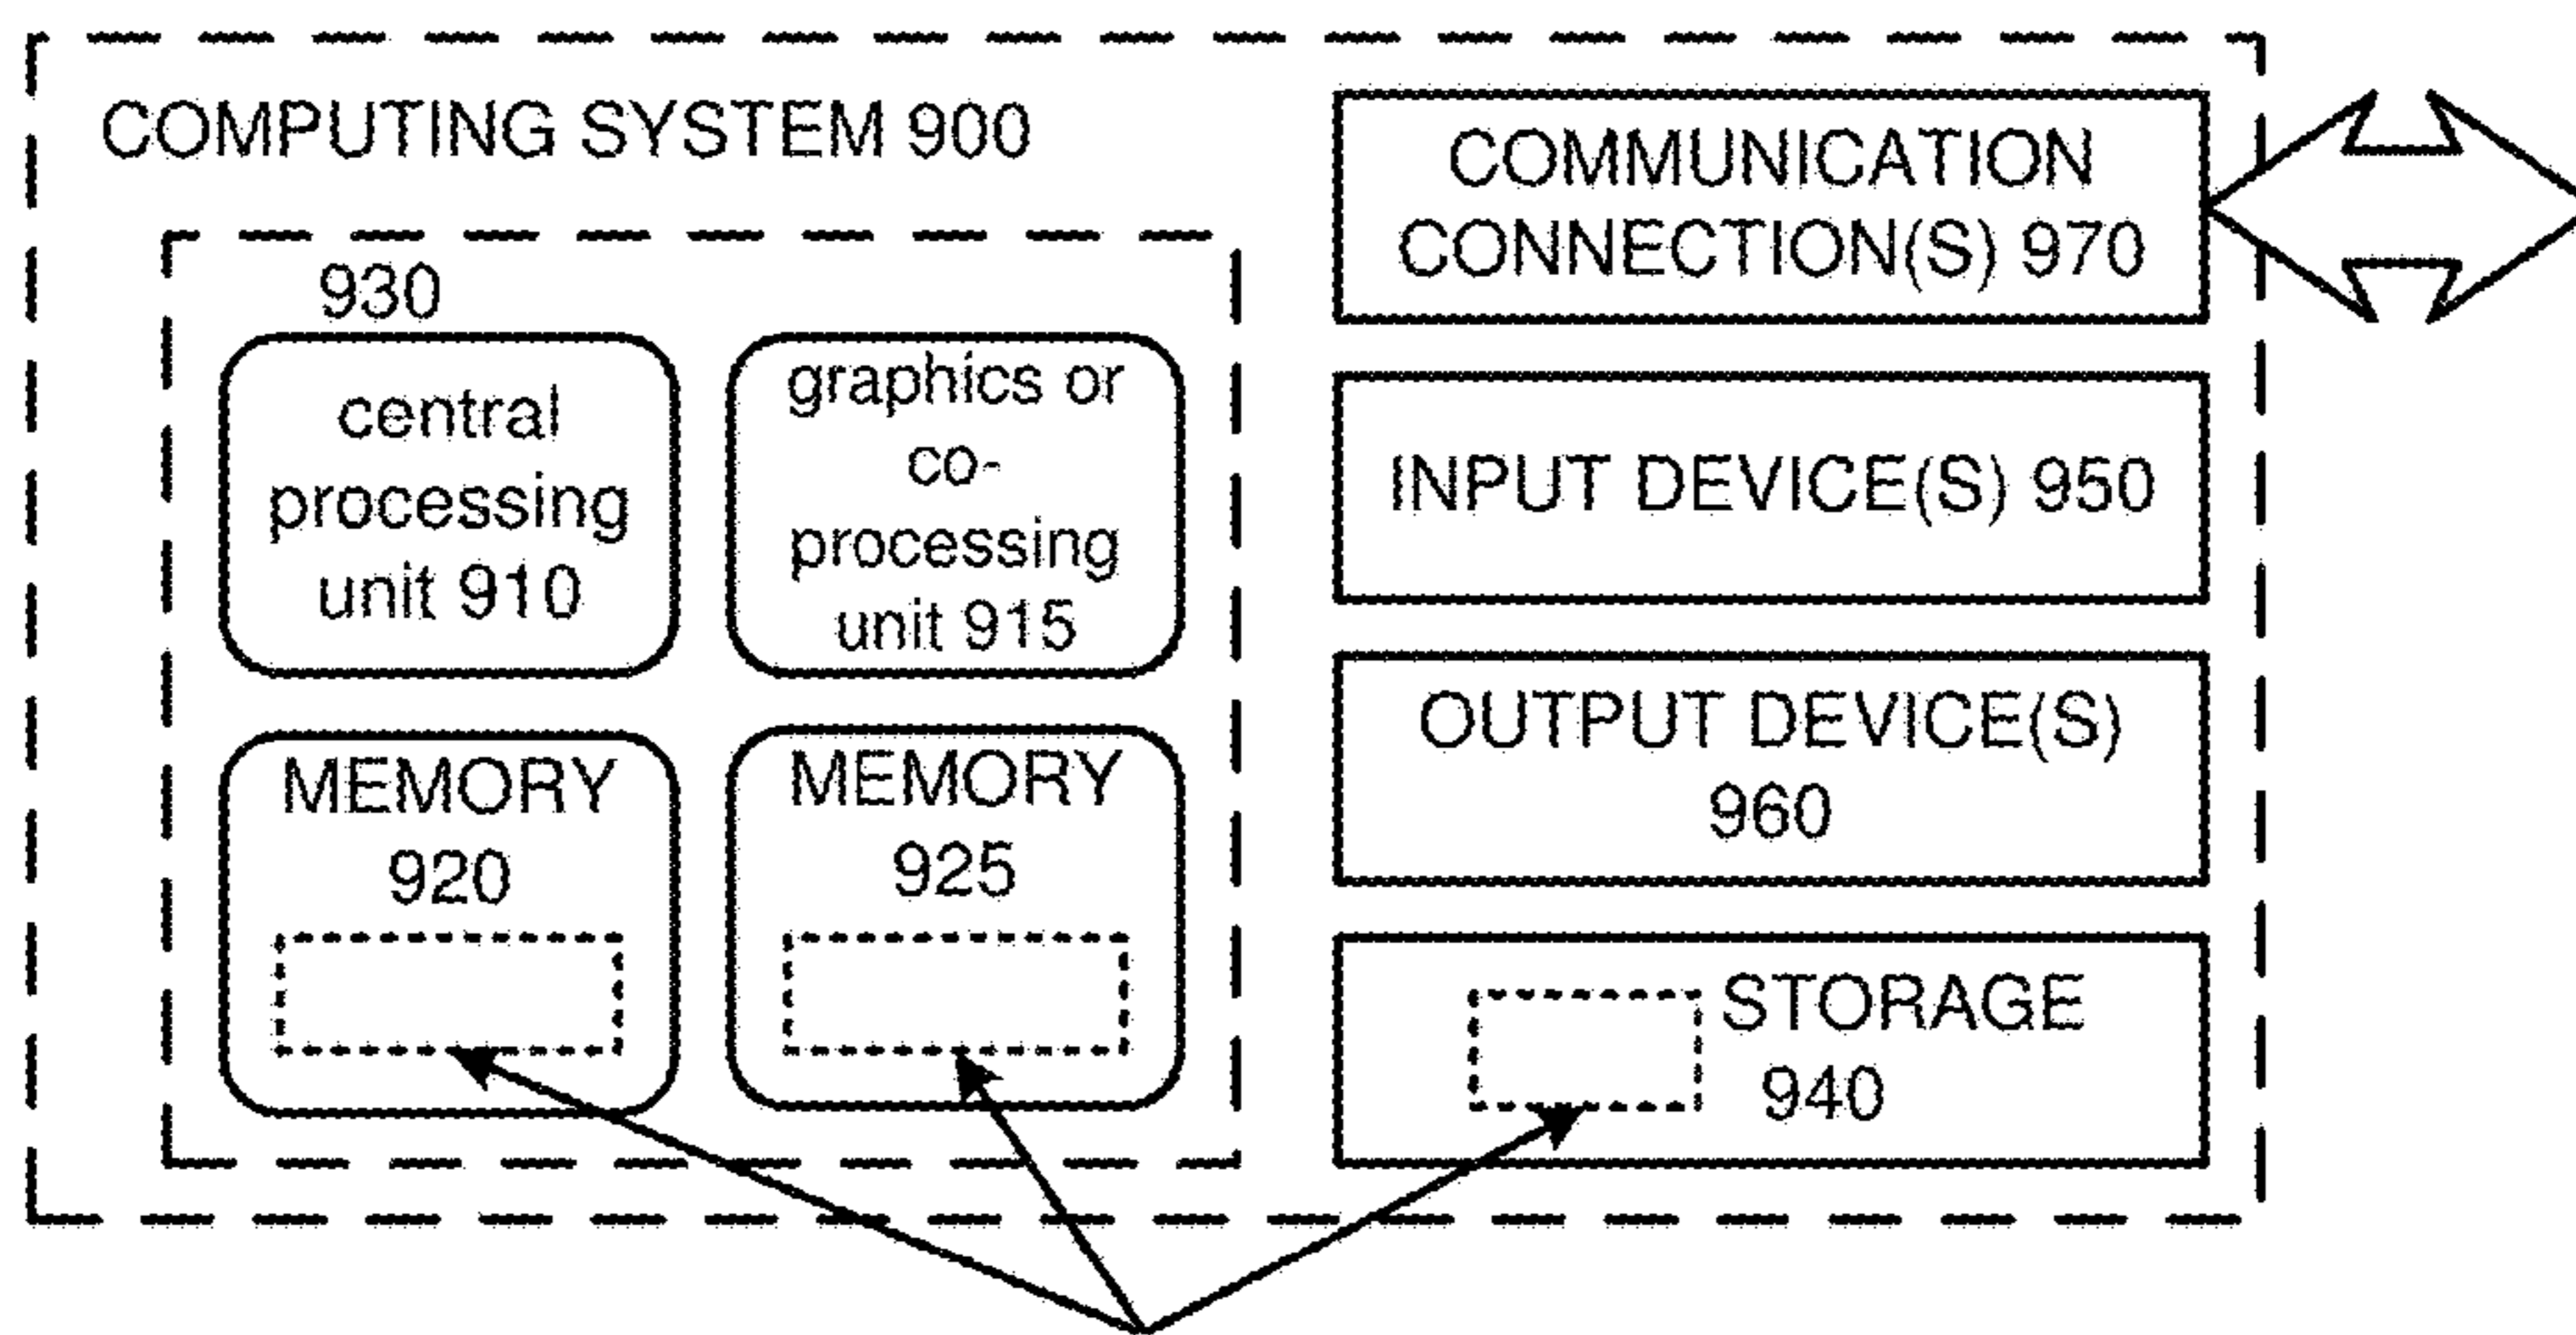 COMPUTING SYSTEM 900
930
central
processing
unit 910
graphics or
co-
processing
unit 915
MEMORY
920
MEMORY
925
COMMUNICATION
CONNECTION(S) 970
INPUT DEVICE(S) 950
OUTPUT DEVICE(S)
960
STORAGE
940